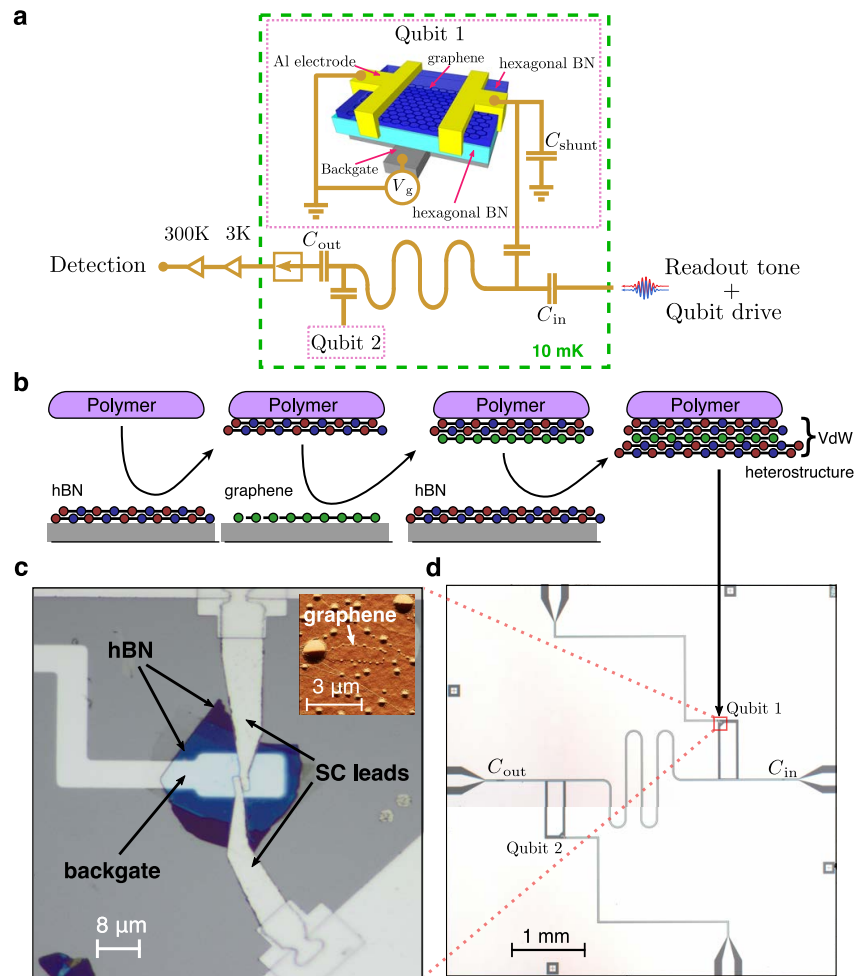 a
Qubit 1
graphene
Al electrode
hexagonal BN
C_shunt
Backgate
V_g
hexagonal BN
300K
3K
C_out
Detection
Readout tone
+
Qubit drive
C_in
Qubit 2
10 mK
b
Polymer
Polymer
Polymer
Polymer
VdW
heterostructure
hBN
graphene
hBN
c
graphene
3 µm
hBN
SC leads
backgate
8 µm
d
Qubit 1
C_out
C_in
Qubit 2
1 mm